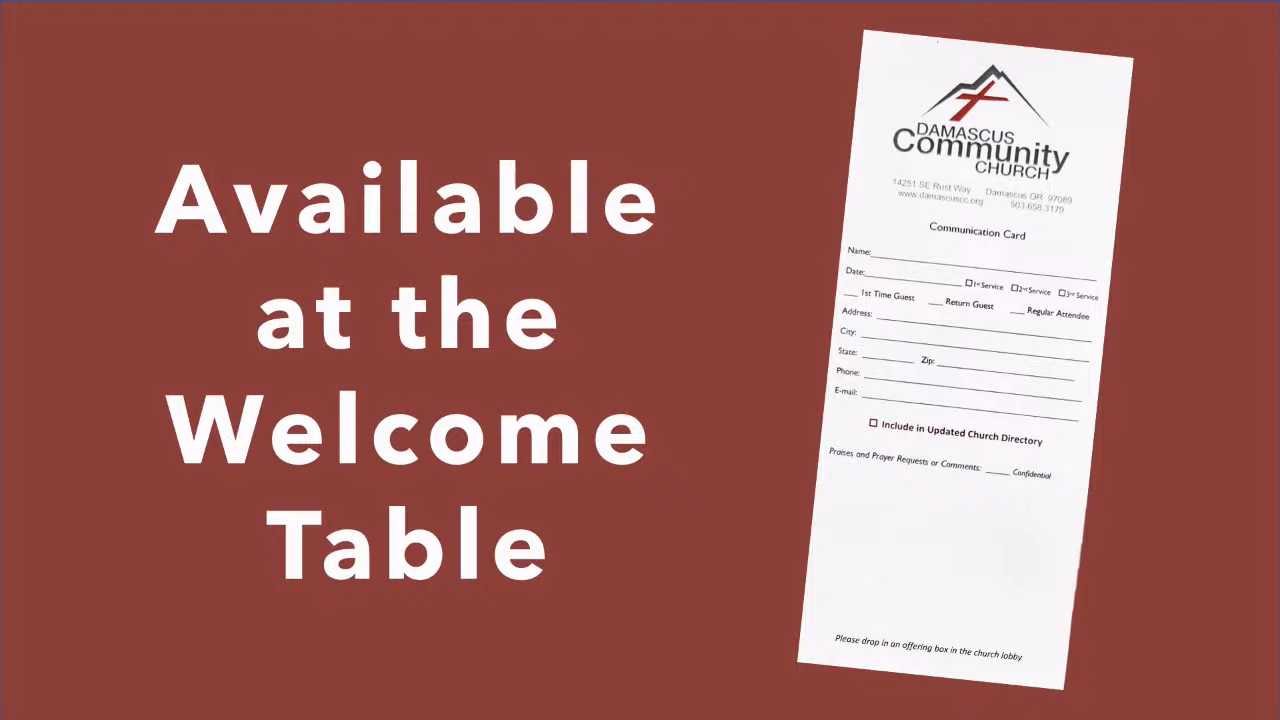 Available
at the
Welcome
Table
DAMASCUS
Community
CHURCH
14251 SE Rust Way Damascus OR 97089
www.damascuscc.org 503.658.3179
Communication Card
Name:
Date: 1st Service 2nd Service 3rd Service
1st Time Guest Return Guest Regular Attendee
Address:
City:
State: Zip:
Phone:
E-mail:
Include in Updated Church Directory
Praises and Prayer Requests or Comments: Confidential
Please drop in an offering box in the church lobby